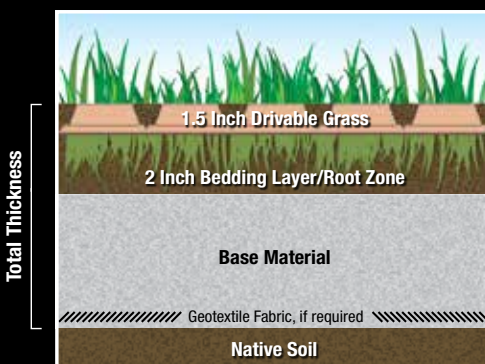 Total Thickness
1.5 Inch Drivable Grass
2 Inch Bedding Layer/Root Zone
Base Material
Geotextile Fabric, if required
Native Soil